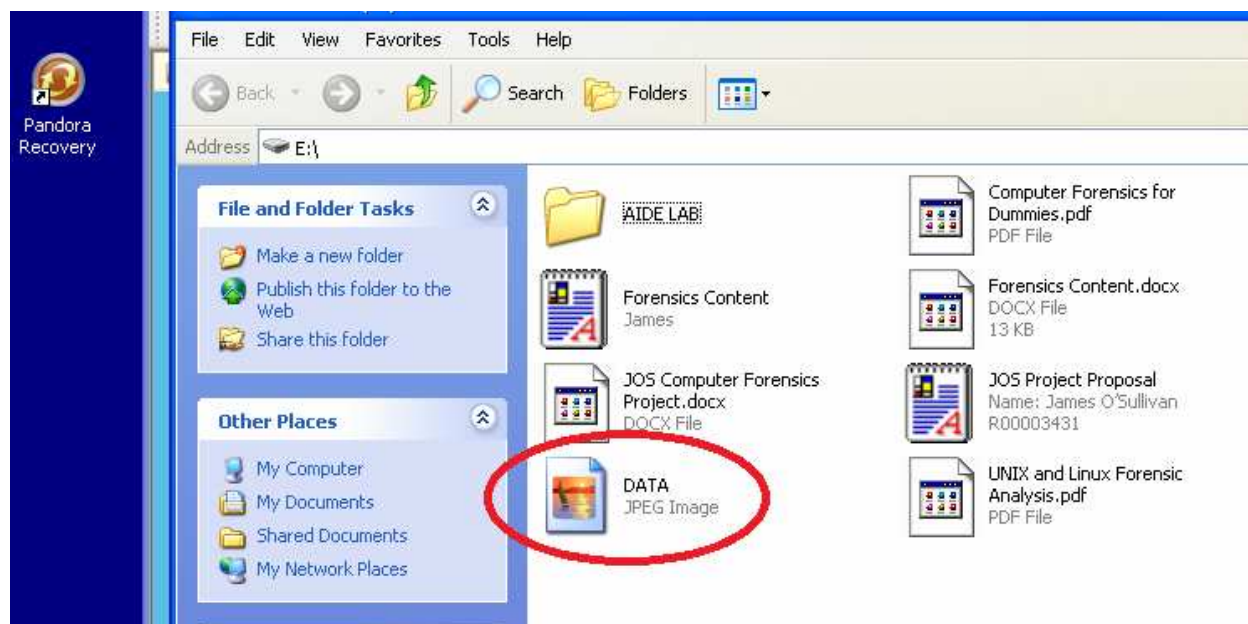 Pandora
Recovery
File Edit View Favorites Tools Help
Back Search Folders
Address E:\
File and Folder Tasks
Make a new folder
Publish this folder to the
Web
Share this folder
Other Places
My Computer
My Documents
Shared Documents
My Network Places
AIDE LAB
Computer Forensics for
Dummies.pdf
PDF File
Forensics Content
James
Forensics Content.docx
DOCX File
13 KB
JOS Computer Forensics
Project.docx
DOCX File
JOS Project Proposal
Name: James O'Sullivan
R00003431
DATA
JPEG Image
UNIX and Linux Forensic
Analysis.pdf
PDF File